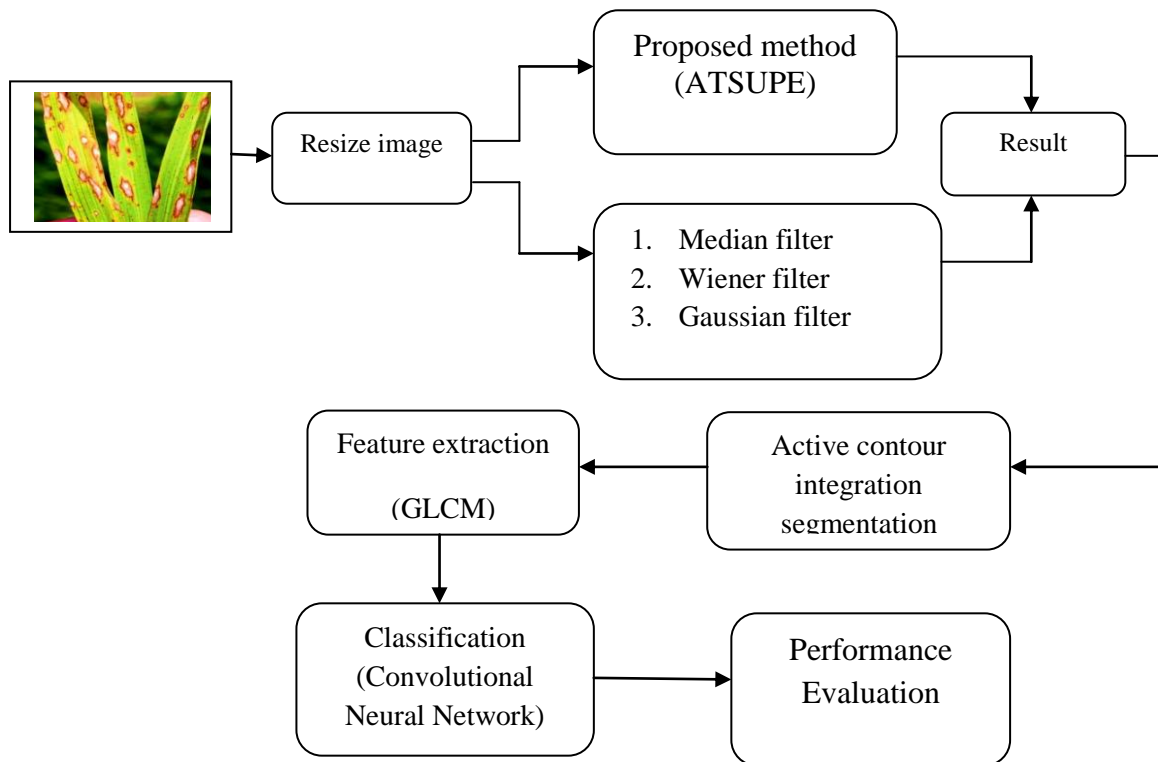 Proposed method
(ATSUPE)
Resize image
Result
1. Median filter
2. Wiener filter
3. Gaussian filter
Feature extraction
(GLCM)
Active contour
integration
segmentation
Classification
(Convolutional
Neural Network)
Performance
Evaluation